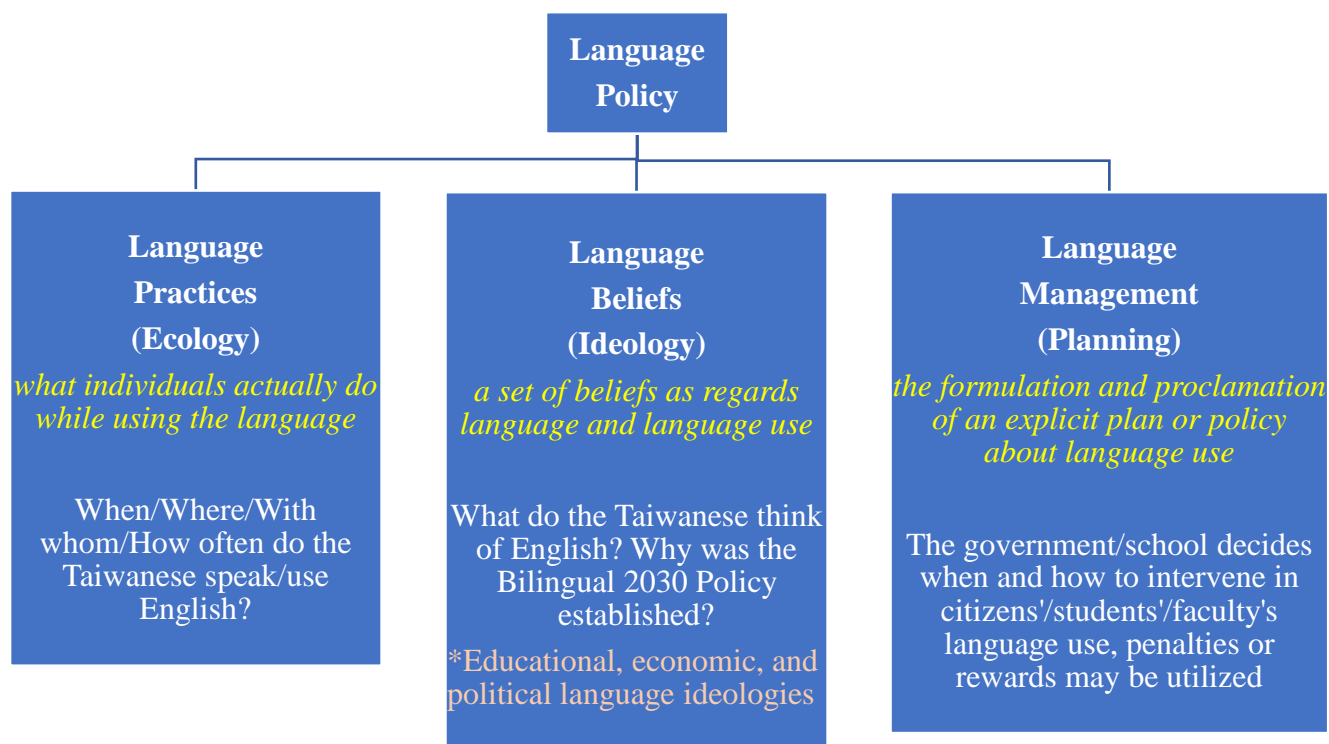 Language
Policy
Language
Practices
(Ecology)
what individuals actually do
while using the language
When/Where/With
whom/How often do the
Taiwanese speak/use
English?
Language
Beliefs
(Ideology)
a set of beliefs as regards
language and language use
What do the Taiwanese think
of English? Why was the
Bilingual 2030 Policy
established?
*Educational, economic, and
political language ideologies
Language
Management
(Planning)
the formulation and proclamation
of an explicit plan or policy
about language use
The government/school decides
when and how to intervene in
citizens'/students'/faculty's
language use, penalties or
rewards may be utilized